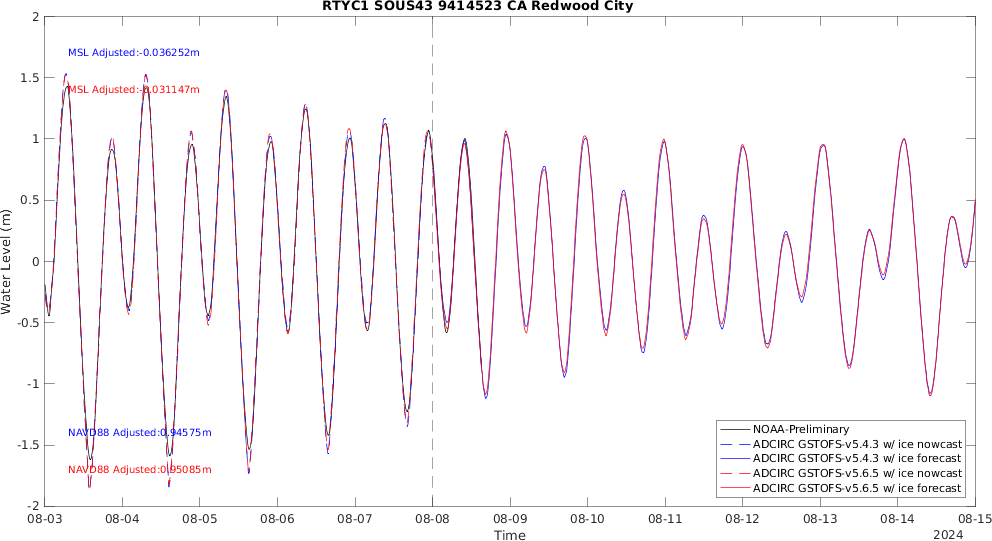 RTYC1 SOUS43 9414523 CA Redwood City
2
1.5
1
0.5
0
-0.5
-1
-1.5
-2
Water Level (m)
MSL Adjusted:-0.036252m
MSL Adjusted:-0.031147m
NAVD88 Adjusted:0.94575m
NAVD88 Adjusted:0.95085m
NOAA-Preliminary
ADCIRC GSTOFS-v5.4.3 w/ ice nowcast
ADCIRC GSTOFS-v5.4.3 w/ ice forecast
ADCIRC GSTOFS-v5.6.5 w/ ice nowcast
ADCIRC GSTOFS-v5.6.5 w/ ice forecast
08-03 08-04 08-05 08-06 08-07 08-08 08-09 08-10 08-11 08-12 08-13 08-14 08-15
Time
2024